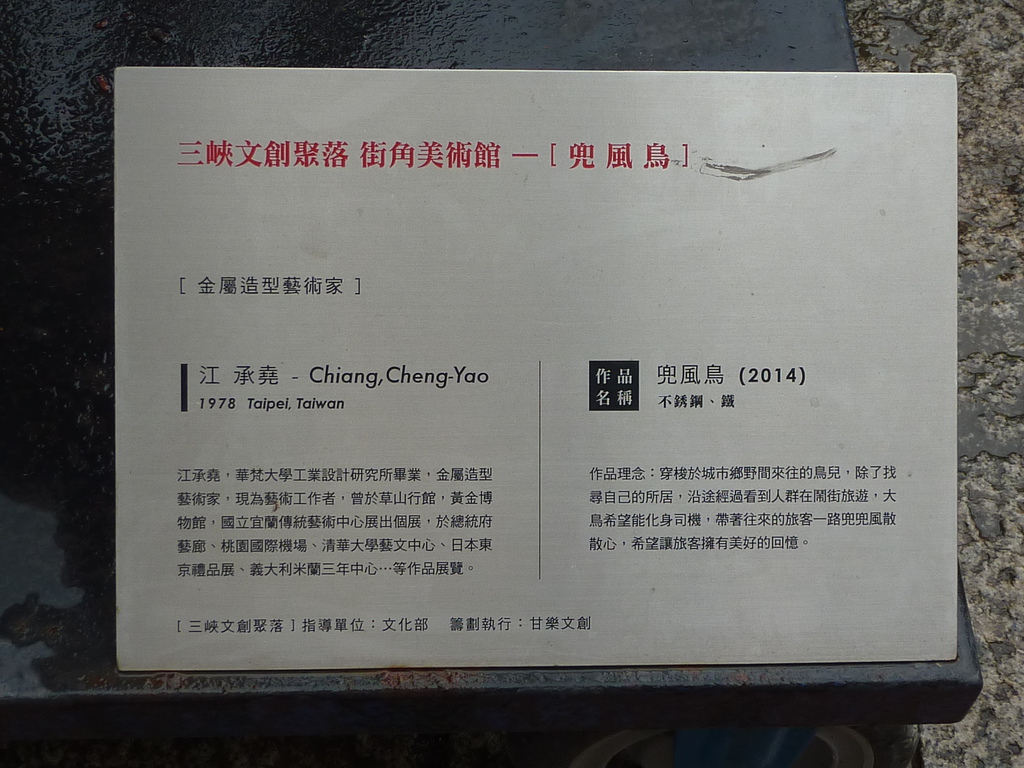 三峽文創聚落 街角美術館 — [ 兜 風 鳥 ]
[ 金屬造型藝術家 ]
江 承堯 - Chiang,Cheng-Yao
1978 Taipei, Taiwan
江承堯，華梵大學工業設計研究所畢業，金屬造型
藝術家，現為藝術工作者，曾於草山行館，黃金博
物館，國立宜蘭傳統藝術中心展出個展，於總統府
藝廊、桃園國際機場、清華大學藝文中心、日本東
京禮品展、義大利米蘭三年中心…等作品展覽。
作品
名稱
兜風鳥 (2014)
不銹鋼、鐵
作品理念：穿梭於城市鄉野間來往的鳥兒，除了找
尋自己的所居，沿途經過看到人群在鬧街旅遊，大
鳥希望能化身司機，帶著往來的旅客一路兜兜風散
散心，希望讓旅客擁有美好的回憶。
[ 三峽文創聚落 ] 指導單位：文化部 籌劃執行：甘樂文創